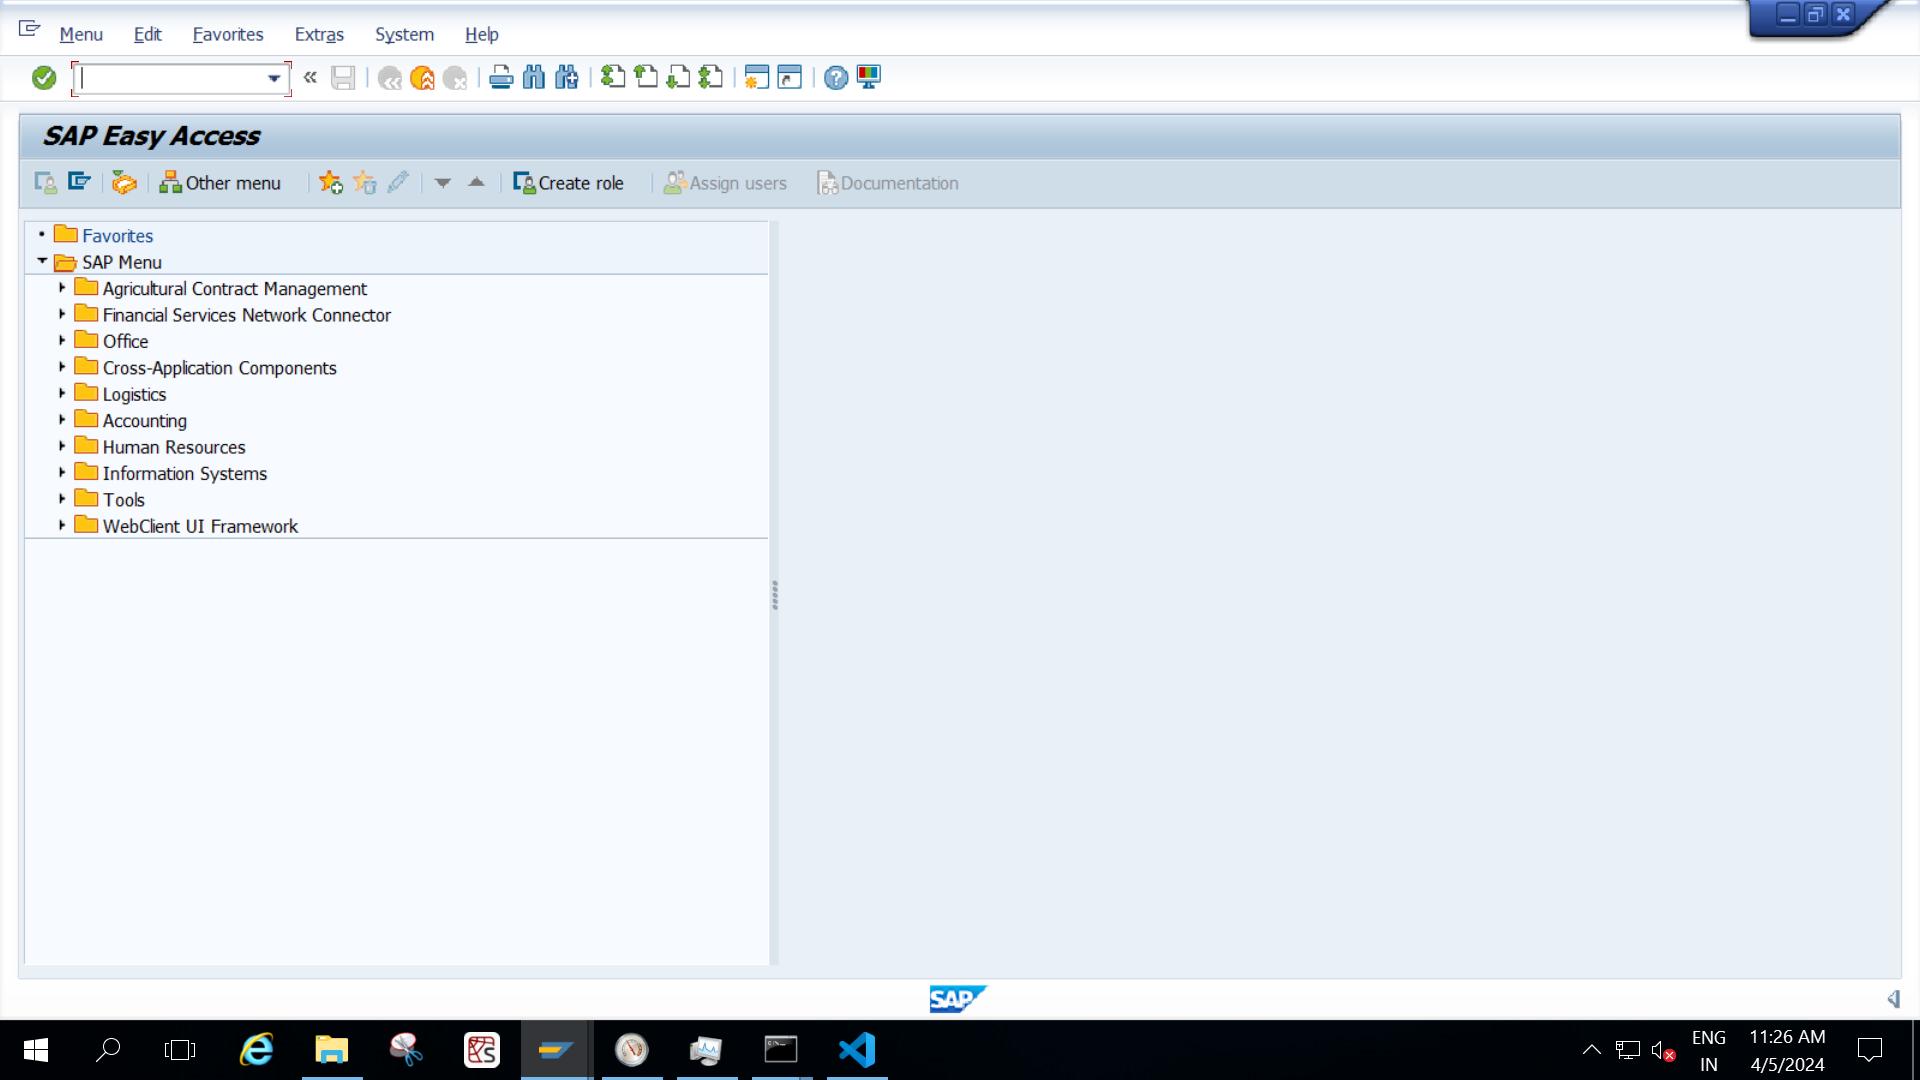 Menu Edit Favorites Extras System Help
SAP Easy Access
Other menu Create role Assign users Documentation
Favorites
SAP Menu
Agricultural Contract Management
Financial Services Network Connector
Office
Cross-Application Components
Logistics
Accounting
Human Resources
Information Systems
Tools
WebClient UI Framework
SAP
ENG 11:26 AM
IN 4/5/2024